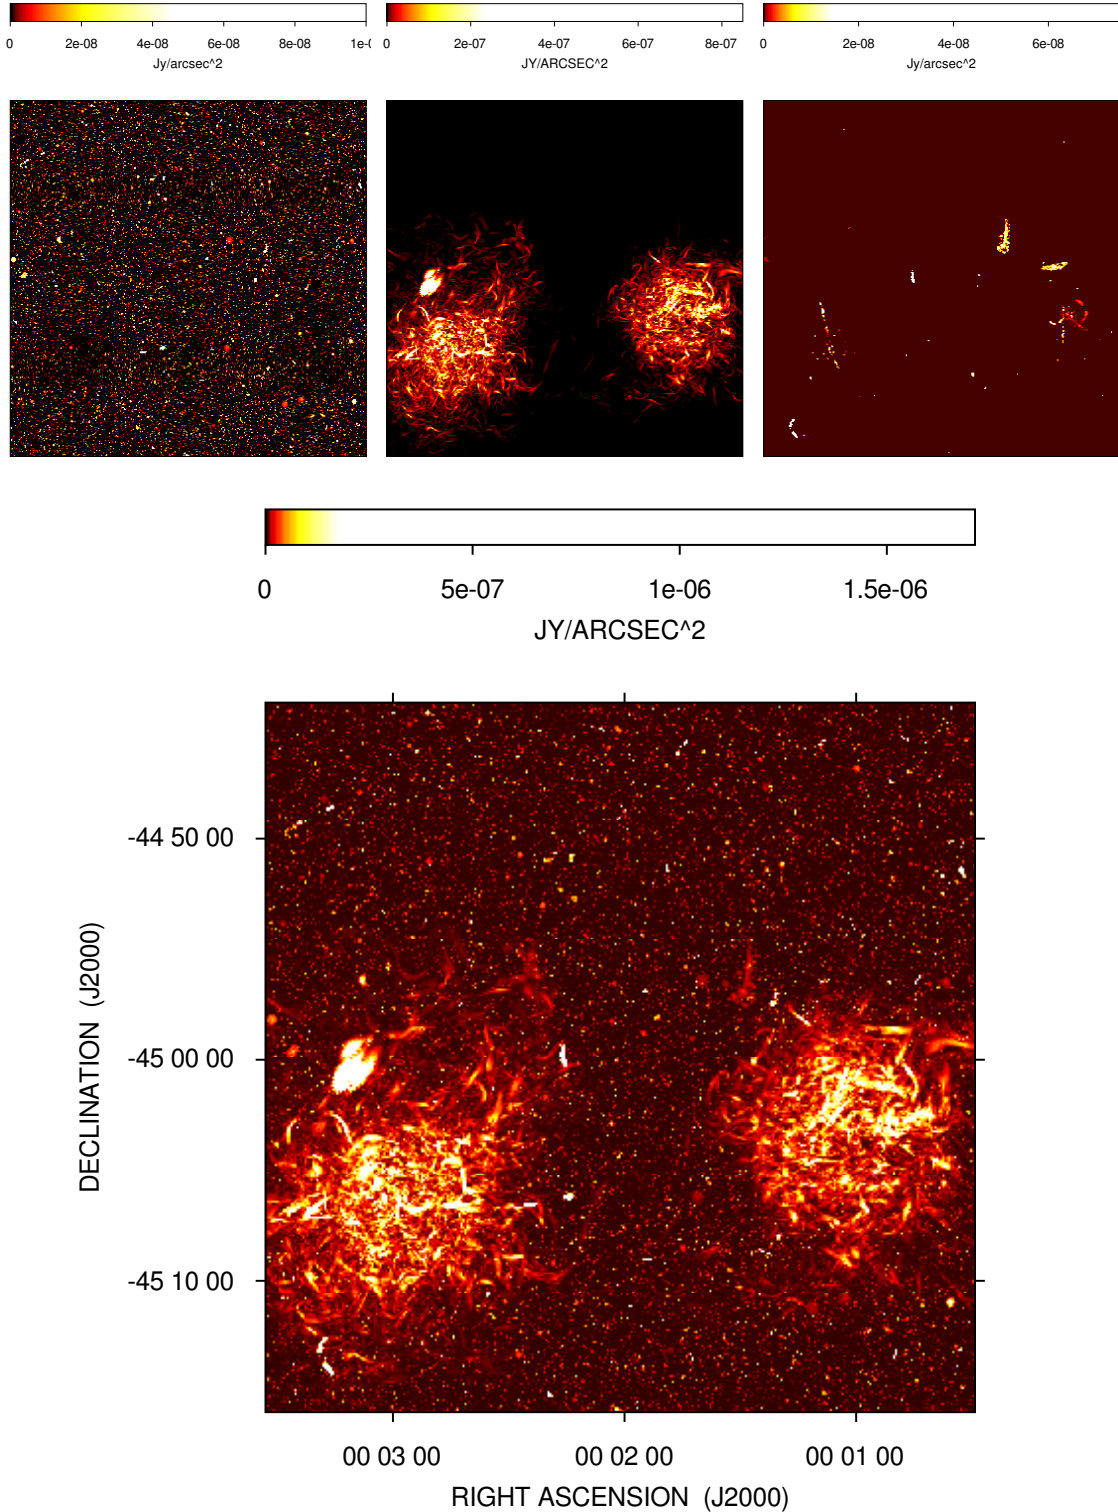 0 2e-08 4e-08 6e-08 8e-08 1e-0
Jy/arcsec^2
0 2e-07 4e-07 6e-07 8e-07
JY/ARCSEC^2
0 2e-08 4e-08 6e-08
Jy/arcsec^2
0 5e-07 1e-06 1.5e-06
JY/ARCSEC^2
-44 50 00
-45 00 00
-45 10 00
DECLINATION (J2000)
00 03 00 00 02 00 00 01 00
RIGHT ASCENSION (J2000)